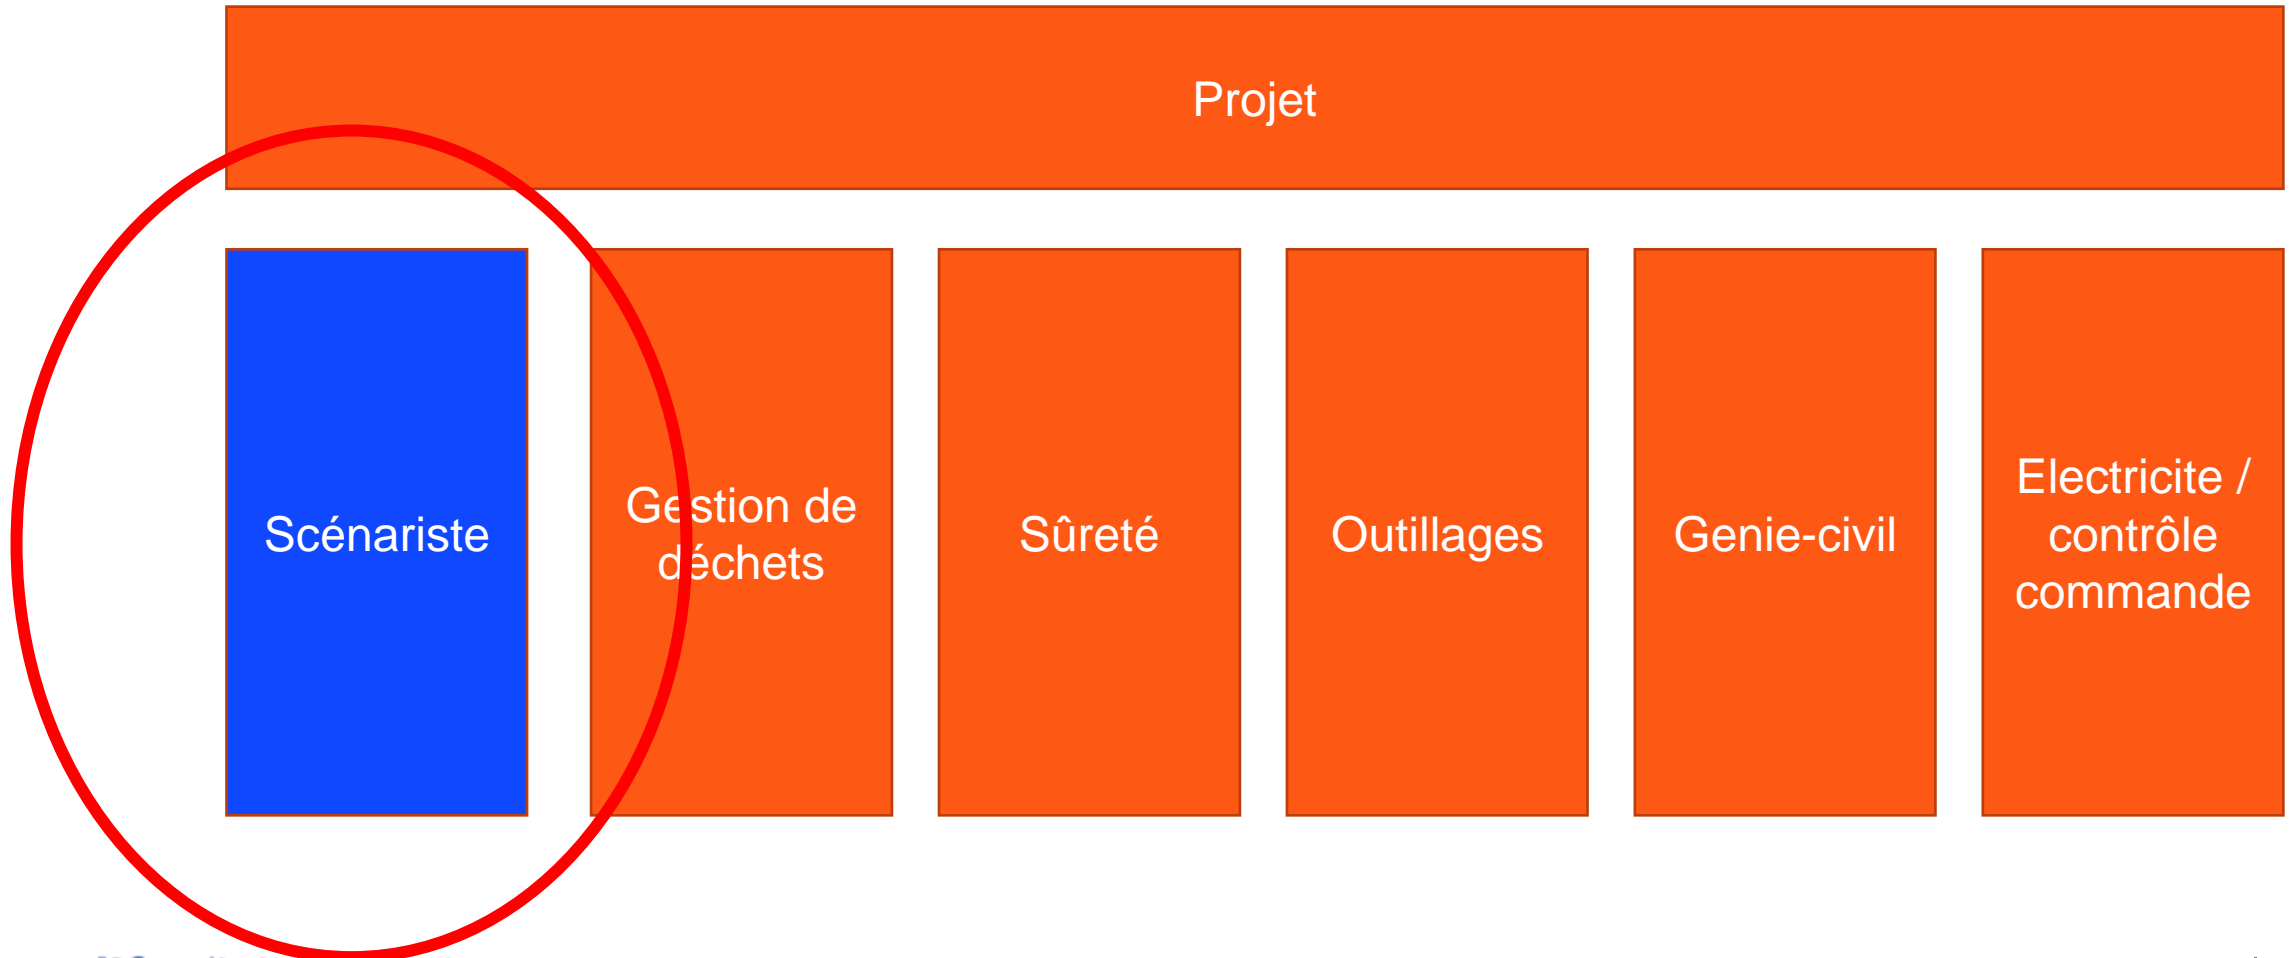 Projet
Scénariste
Gestion de
déchets
Sûreté
Outillages
Genie-civil
Electricite /
contrôle
commande